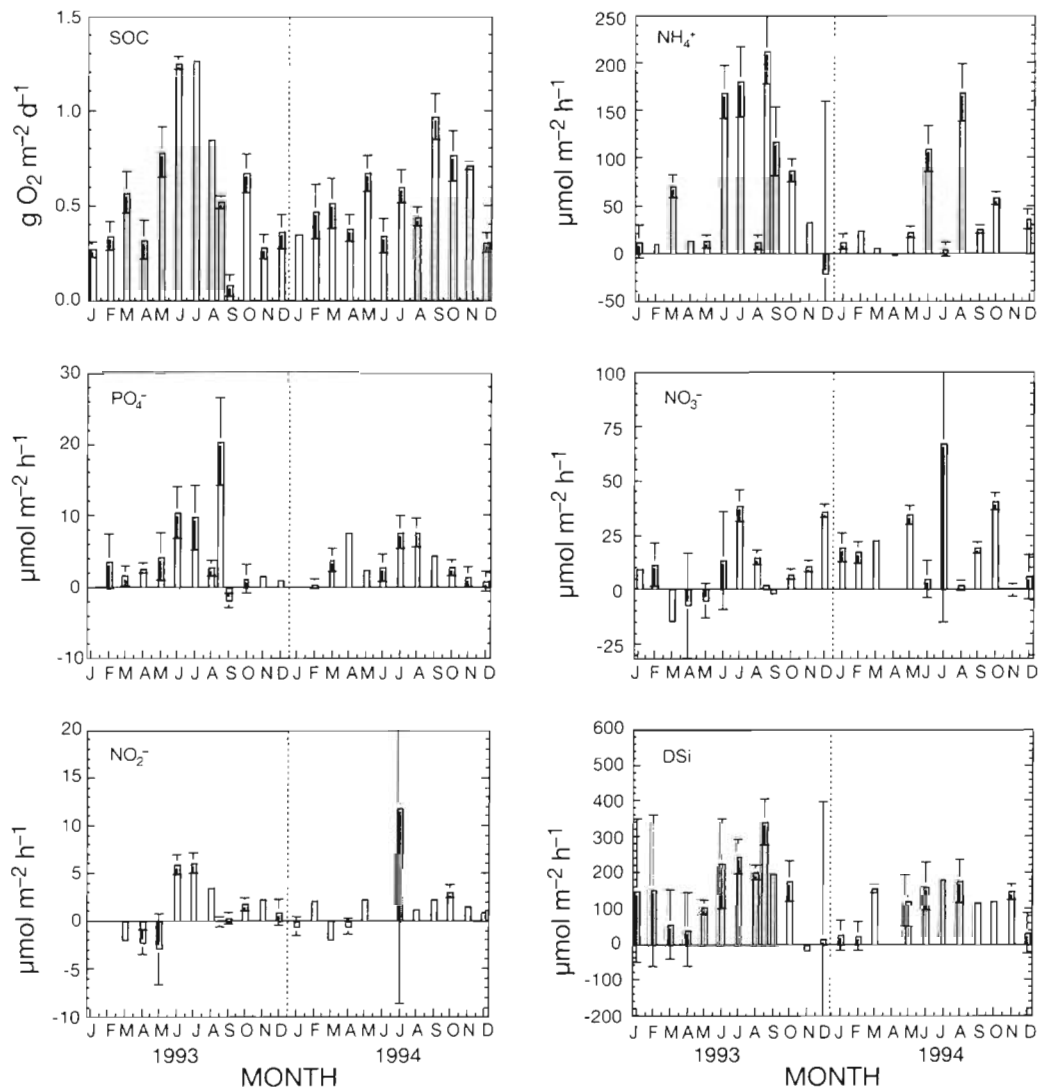 SOC
g O₂ m⁻² d⁻¹
1.5
1.0
0.5
0.0
J F M A M J J A S O N D J F M A M J J A S O N D
NH₄⁺
µmol m⁻² h⁻¹
250
200
150
100
50
0
-50
J F M A M J J A S O N D J F M A M J J A S O N D
PO₄⁻
µmol m⁻² h⁻¹
30
20
10
0
-10
J F M A M J J A S O N D J F M A M J J A S O N D
NO₃⁻
µmol m⁻² h⁻¹
100
75
50
25
0
-25
J F M A M J J A S O N D J F M A M J J A S O N D
NO₂⁻
µmol m⁻² h⁻¹
20
15
10
5
0
-5
-10
J F M A M J J A S O N D J F M A M J J A S O N D
1993 1994
MONTH
DSi
µmol m⁻² h⁻¹
600
500
400
300
200
100
0
-100
-200
J F M A M J J A S O N D J F M A M J J A S O N D
1993 1994
MONTH